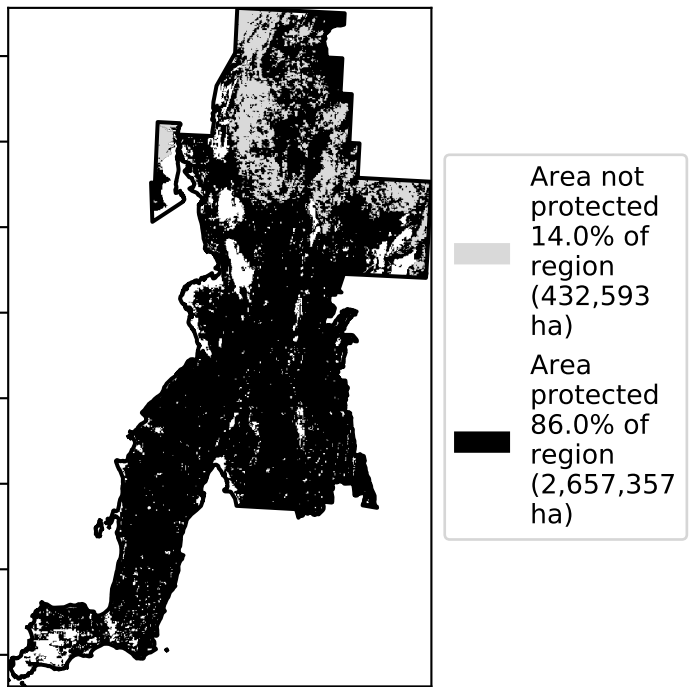 Area not
protected
14.0% of
region
(432,593
ha)
Area
protected
86.0% of
region
(2,657,357
ha)